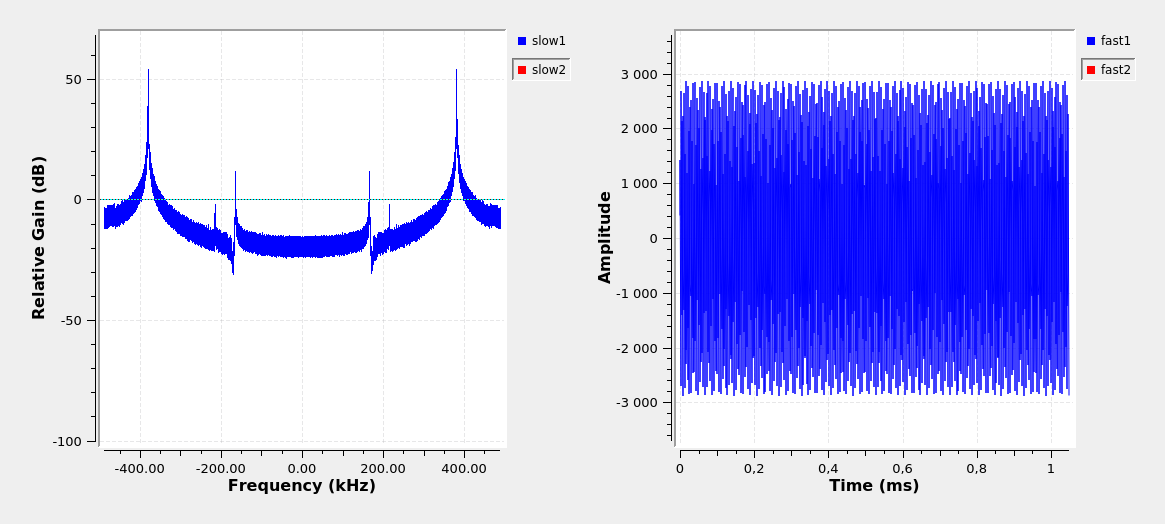 slow1
slow2
50
0
-50
-100
Relative Gain (dB)
-400.00 -200.00 0.00 200.00 400.00
Frequency (kHz)
fast1
fast2
3 000
2 000
1 000
0
-1 000
-2 000
-3 000
Amplitude
0 0,2 0,4 0,6 0,8 1
Time (ms)